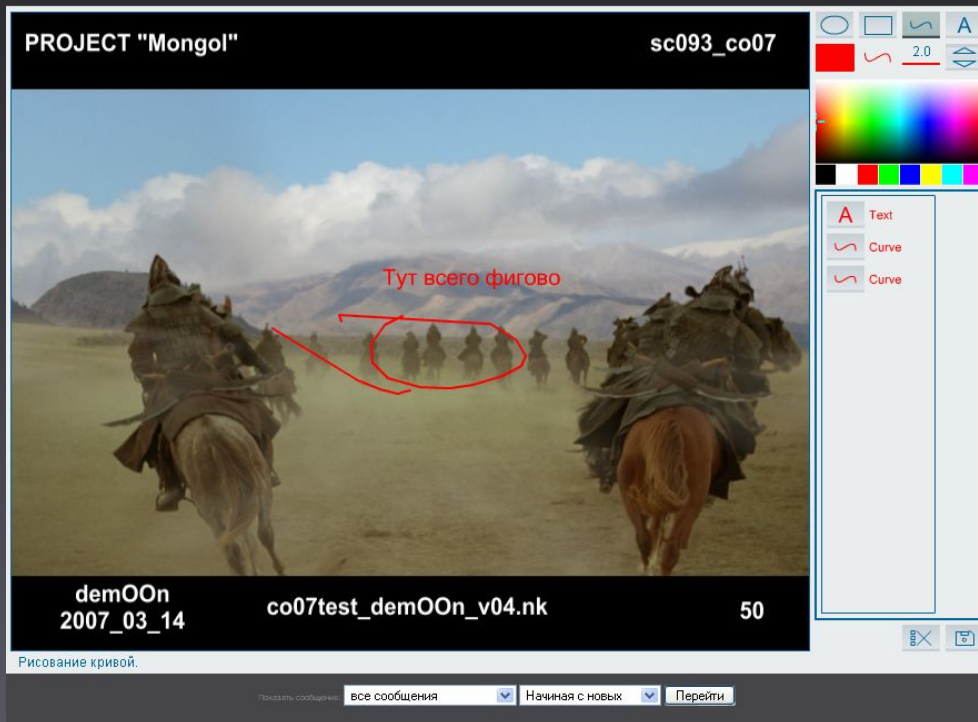 PROJECT "Mongol"
sc093_co07
A
2.0
Тут всего фигово
A Text
Curve
Curve
demOOn
2007_03_14
co07test_demOOn_v04.nk
50
Рисование кривой.
Показать сообщения:
все сообщения
Начиная с новых
Перейти